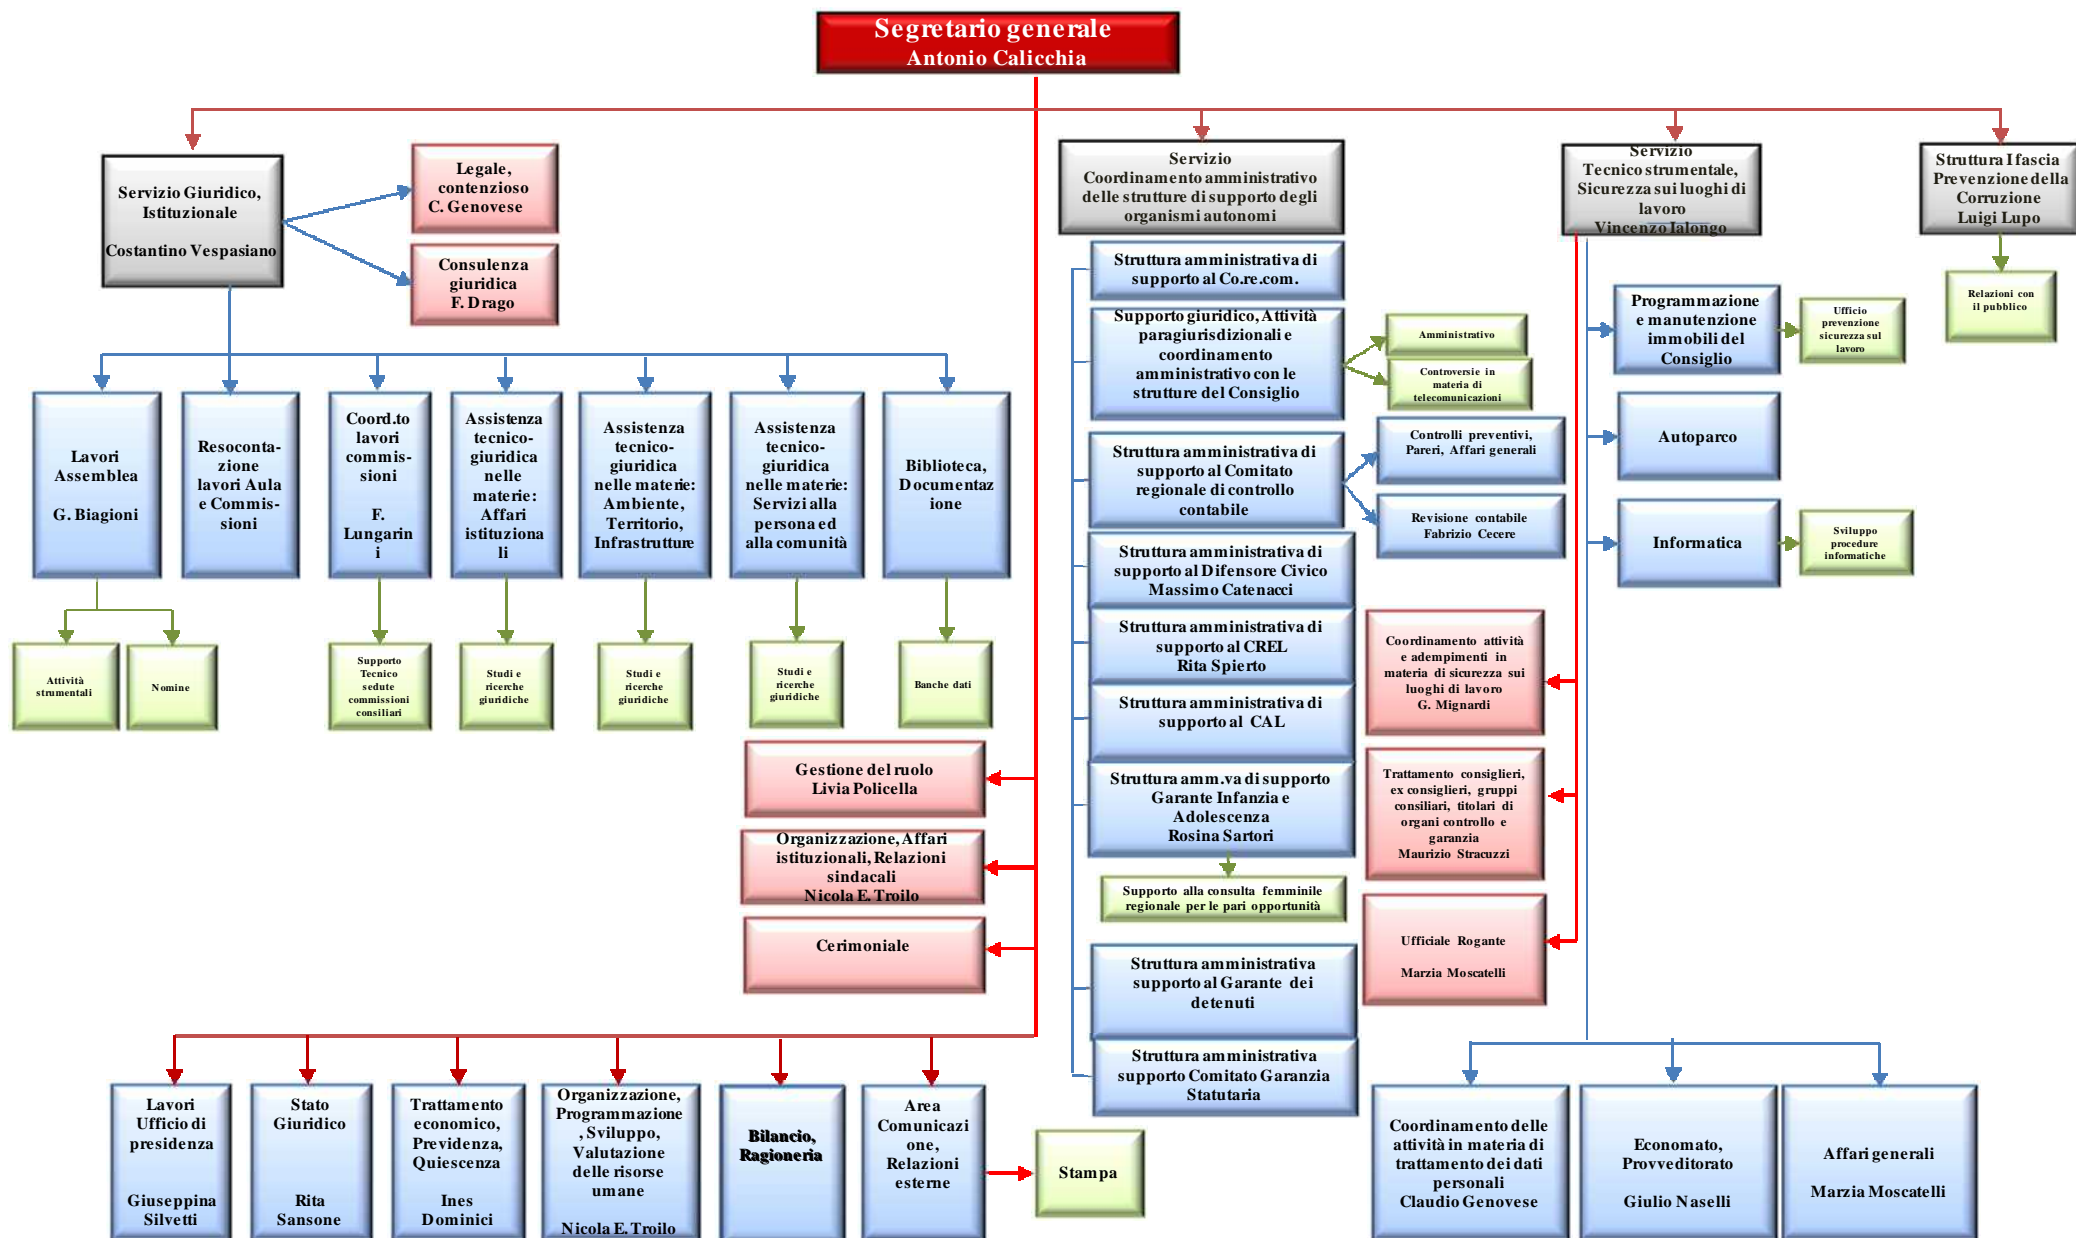 Segretario generale
Antonio Calicchia
Servizio Giuridico,
Istituzionale
Costantino Vespasiano
Legale,
contenzioso
C. Genovese
Consulenza
giuridica
F. Drago
Servizio
Coordinamento amministrativo
delle strutture di supporto degli
organismi autonomi
Servizio
Tecnico strumentale,
Sicurezza sui luoghi di
lavoro
Vincenzo Ialongo
Struttura I fascia
Prevenzione della
Corruzione
Luigi Lupo
Relazioni con
il pubblico
Lavori
Assemblea
G. Biagioni
Resoconta-
zione
lavori Aula
e Commis-
sioni
Coord.to
lavori
commis-
sioni
F.
Lungarin
i
Assistenza
tecnico-
giuridica
nelle
materie:
Affari
istituziona
li
Assistenza
tecnico-
giuridica
nelle materie:
Ambiente,
Territorio,
Infrastrutture
Assistenza
tecnico-
giuridica
nelle materie:
Servizi alla
persona ed
alla comunità
Biblioteca,
Documentaz
ione
Attività
strumentali
Nomine
Supporto
Tecnico
sedute
commissioni
consiliari
Studi e
ricerche
giuridiche
Studi e
ricerche
giuridiche
Studi e
ricerche
giuridiche
Banche dati
Struttura amministrativa di
supporto al Co.re.com.
Supporto giuridico, Attività
paragiurisdizionali e
coordinamento
amministrativo con le
strutture del Consiglio
Amministrativo
Controversie in
materia di
telecomunicazioni
Struttura amministrativa di
supporto al Comitato
regionale di controllo
contabile
Controlli preventivi,
Pareri, Affari generali
Revisione contabile
Fabrizio Cecere
Struttura amministrativa di
supporto al Difensore Civico
Massimo Catenacci
Struttura amministrativa di
supporto al CREL
Rita Spierto
Struttura amministrativa di
supporto al CAL
Struttura amm.va di supporto
Garante Infanzia e
Adolescenza
Rosina Sartori
Supporto alla consulta femminile
regionale per le pari opportunità
Struttura amministrativa
supporto al Garante dei
detenuti
Struttura amministrativa
supporto Comitato Garanzia
Statutaria
Programmazione
e manutenzione
immobili del
Consiglio
Ufficio
prevenzione
sicurezza sul
lavoro
Autoparco
Informatica
Sviluppo
procedure
informatiche
Coordinamento attività
e adempimenti in
materia di sicurezza sui
luoghi di lavoro
G. Mignardi
Trattamento consiglieri,
ex consiglieri, gruppi
consiliari, titolari di
organi controllo e
garanzia
Maurizio Stracuzzi
Ufficiale Rogante
Marzia Moscatelli
Gestione del ruolo
Livia Policella
Organizzazione, Affari
istituzionali, Relazioni
sindacali
Nicola E. Troilo
Cerimoniale
Lavori
Ufficio di
presidenza
Giuseppina
Silvetti
Stato
Giuridico
Rita
Sansone
Trattamento
economico,
Previdenza,
Quiescenza
Ines
Dominici
Organizzazione,
Programmazione
, Sviluppo,
Valutazione
delle risorse
umane
Nicola E. Troilo
Bilancio,
Ragioneria
Area
Comunicazi
one,
Relazioni
esterne
Stampa
Coordinamento delle
attività in materia di
trattamento dei dati
personali
Claudio Genovese
Economato,
Provveditorato
Giulio Naselli
Affari generali
Marzia Moscatelli